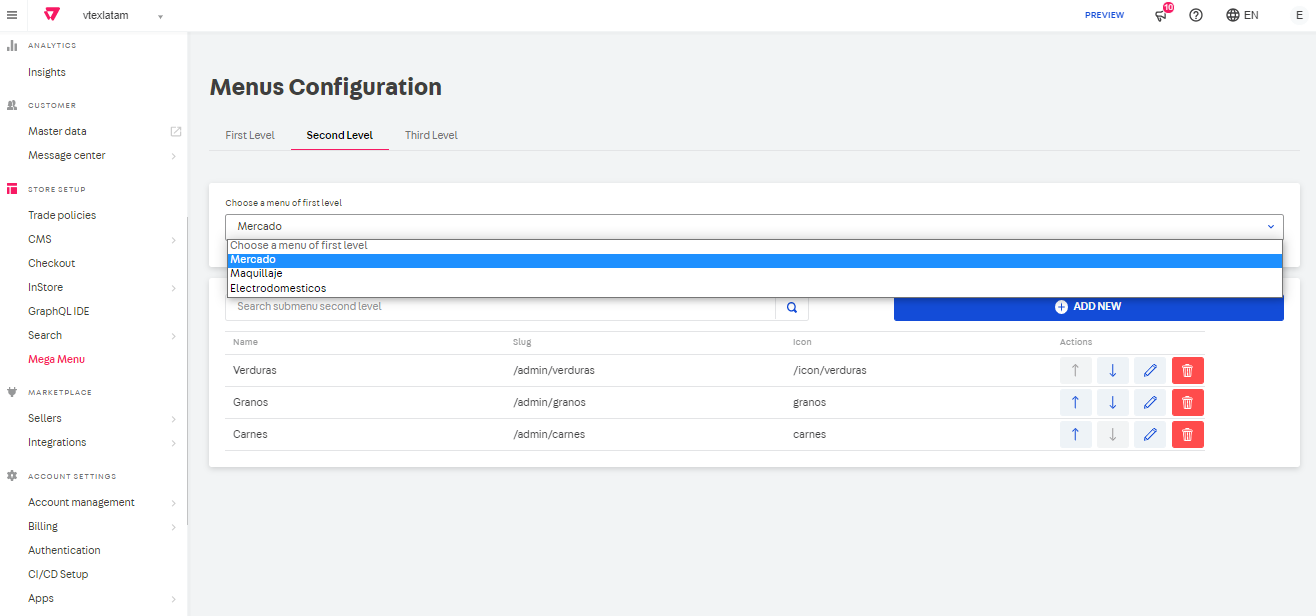 vtexlatam
PREVIEW
10
EN
E
ANALYTICS
Insights
CUSTOMER
Master data
Message center
STORE SETUP
Trade policies
CMS
Checkout
InStore
GraphQL IDE
Search
Mega Menu
MARKETPLACE
Sellers
Integrations
ACCOUNT SETTINGS
Account management
Billing
Authentication
CI/CD Setup
Apps
Menus Configuration
First Level Second Level Third Level
Choose a menu of first level
Mercado
Choose a menu of first level
Mercado
Maquillaje
Electrodomesticos
Search submenu second level
ADD NEW
Name Slug Icon Actions
Verduras /admin/verduras /icon/verduras
Granos /admin/granos granos
Carnes /admin/carnes carnes